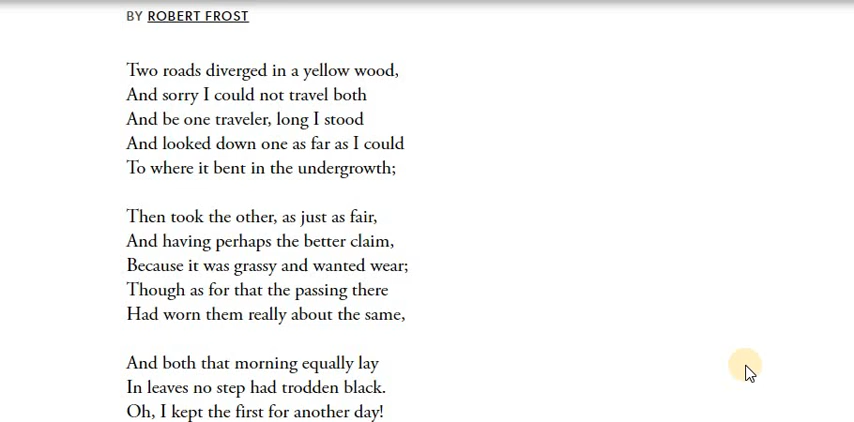 BY ROBERT FROST
Two roads diverged in a yellow wood,
And sorry I could not travel both
And be one traveler, long I stood
And looked down one as far as I could
To where it bent in the undergrowth;
Then took the other, as just as fair,
And having perhaps the better claim,
Because it was grassy and wanted wear;
Though as for that the passing there
Had worn them really about the same,
And both that morning equally lay
In leaves no step had trodden black.
Oh, I kept the first for another day!